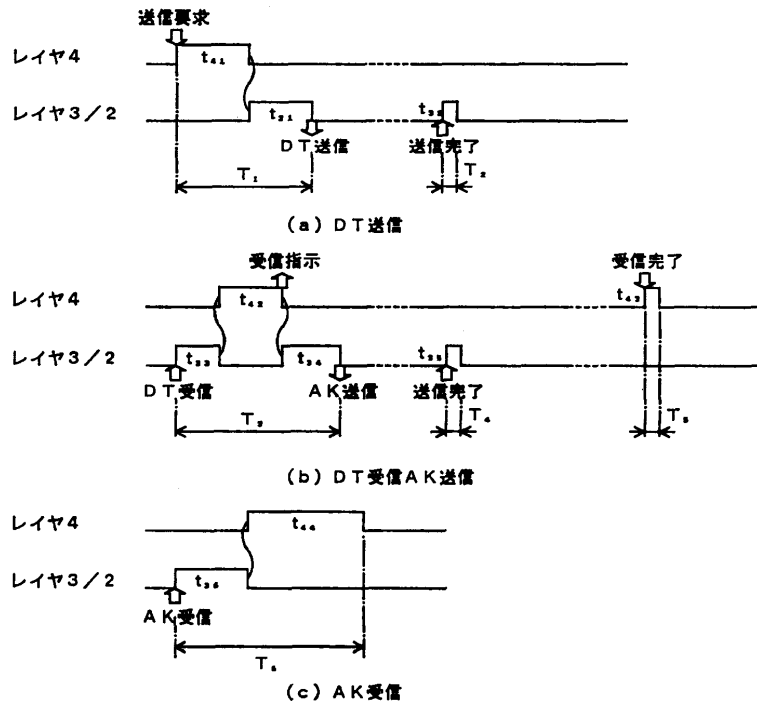 送信要求
レイヤ4
t₄₁
レイヤ3/2
t₃₁
t₃₂
DT送信
送信完了
T₁
T₂
(a) DT送信
受信指示
受信完了
レイヤ4
t₄₂
t₄₃
レイヤ3/2
t₃₃
t₃₄
t₃₅
DT受信
AK送信
送信完了
T₃
T₄
T₅
(b) DT受信AK送信
レイヤ4
t₄₄
レイヤ3/2
t₃₆
AK受信
T₆
(c) AK受信